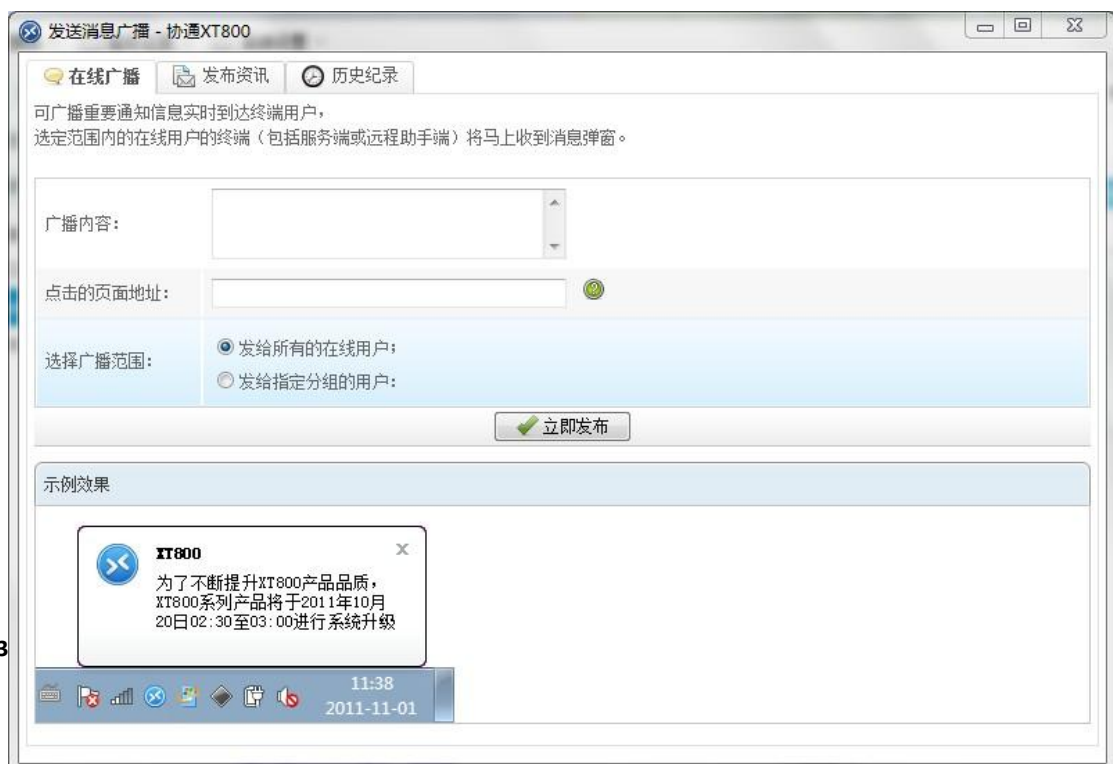 发送消息广播 - 协通XT800
在线广播 发布资讯 历史纪录
可广播重要通知信息实时到达终端用户，
选定范围内的在线用户的终端（包括服务端或远程助手端）将马上收到消息弹窗。
广播内容：
点击的页面地址：
选择广播范围：
发给所有的在线用户；
发给指定分组的用户：
立即发布
示例效果
XT800
为了不断提升XT800产品品质，
XT800系列产品将于2011年10月
20日02:30至03:00进行系统升级
3
11:38
2011-11-01